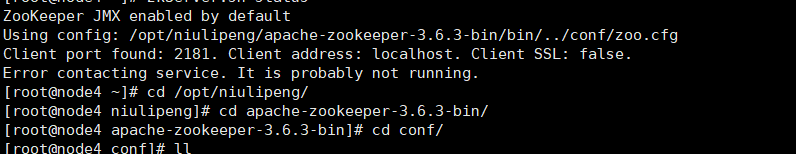 ZooKeeper JMX enabled by default
Using config: /opt/niulipeng/apache-zookeeper-3.6.3-bin/bin/../conf/zoo.cfg
Client port found: 2181. Client address: localhost. Client SSL: false.
Error contacting service. It is probably not running.
[root@node4 ~]# cd /opt/niulipeng/
[root@node4 niulipeng]# cd apache-zookeeper-3.6.3-bin/
[root@node4 apache-zookeeper-3.6.3-bin]# cd conf/
[root@node4 conf]# ll